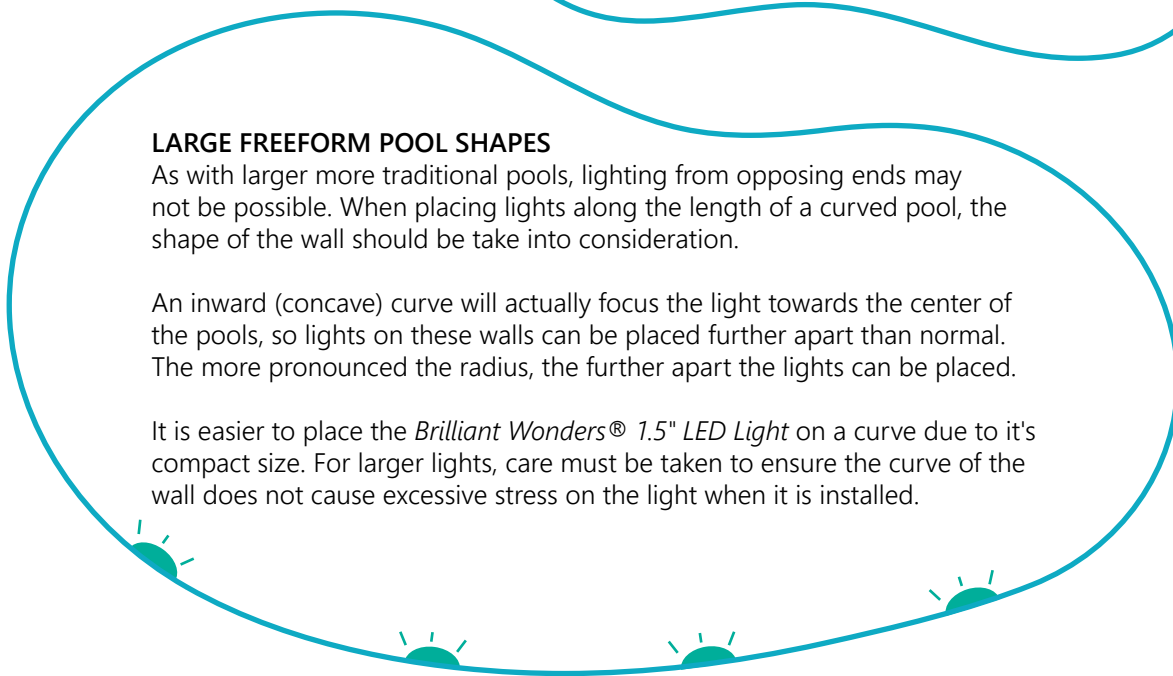 LARGE FREEFORM POOL SHAPES
As with larger more traditional pools, lighting from opposing ends may
not be possible. When placing lights along the length of a curved pool, the
shape of the wall should be take into consideration.
An inward (concave) curve will actually focus the light towards the center of
the pools, so lights on these walls can be placed further apart than normal.
The more pronounced the radius, the further apart the lights can be placed.
It is easier to place the Brilliant Wonders® 1.5" LED Light on a curve due to it's
compact size. For larger lights, care must be taken to ensure the curve of the
wall does not cause excessive stress on the light when it is installed.